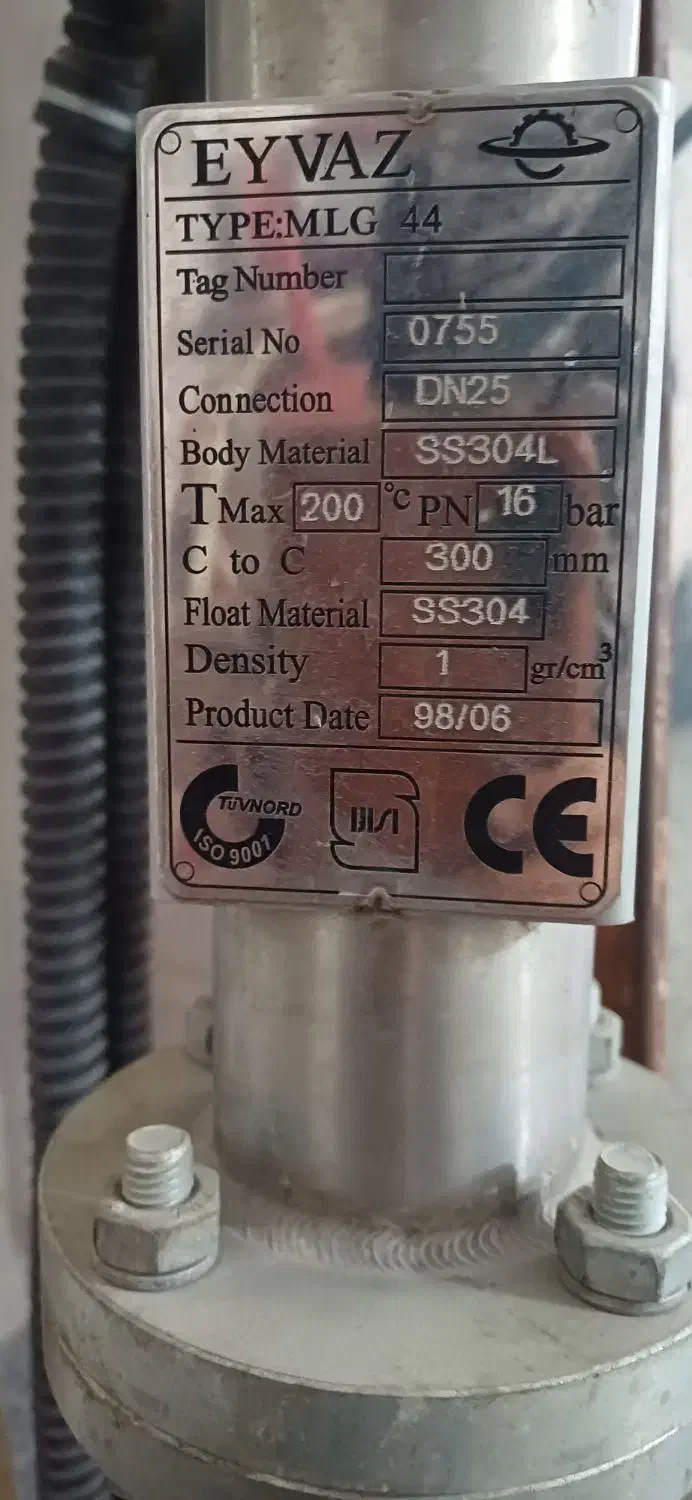 EYVAZ
TYPE:MLG 44
Tag Number
Serial No 0755
Connection DN25
Body Material SS304L
TMax 200 °C PN 16 bar
C to C 300 mm
Float Material SS304
Density 1 gr/cm³
Product Date 98/06
TÜVNORD
ISO 9001
CE